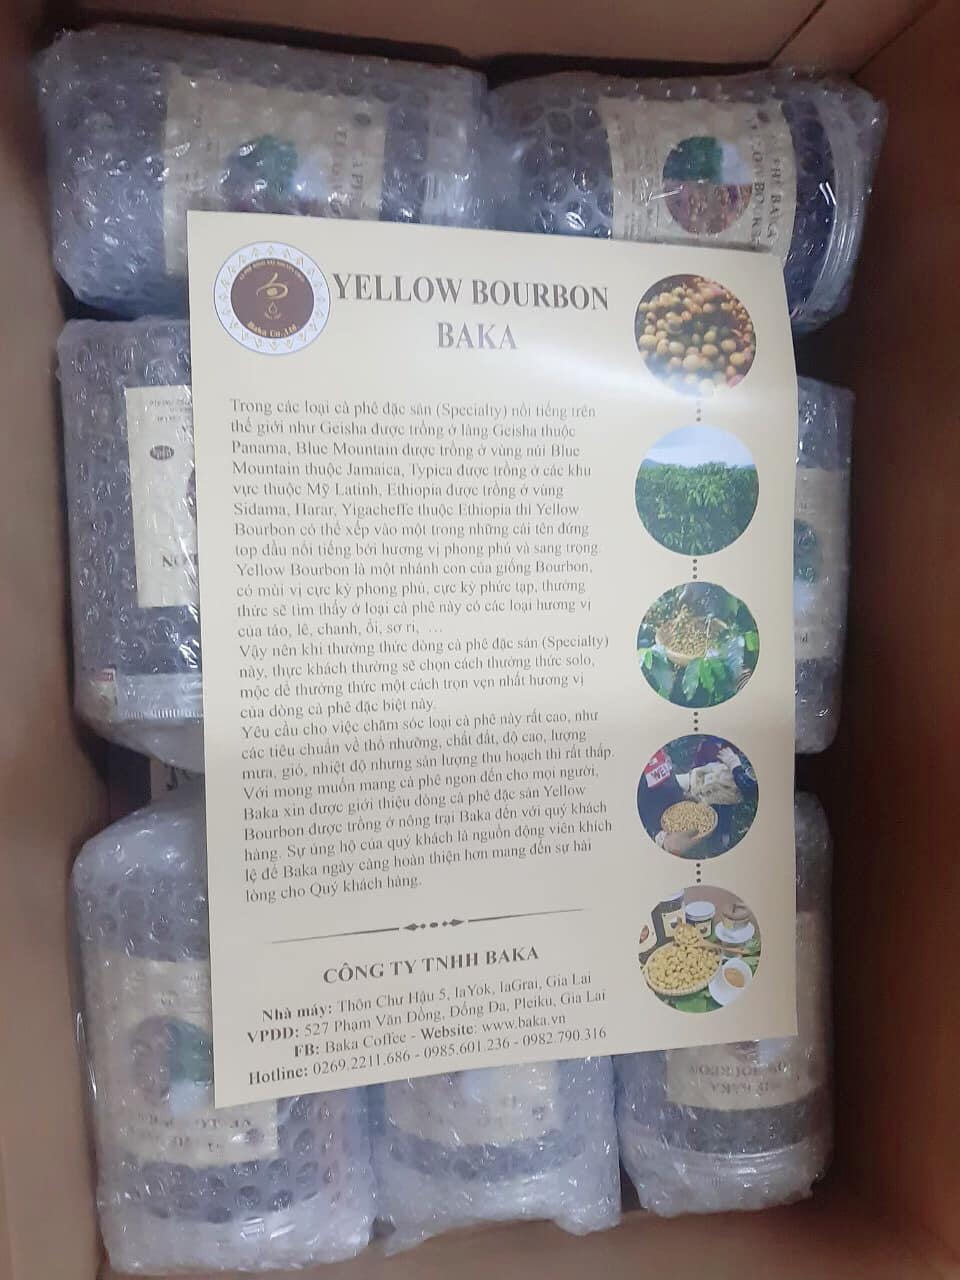 Baka Co.,Ltd.
YELLOW BOURBON
BAKA
Trong các loại cà phê đặc sản (Specialty) nổi tiếng trên
thế giới như Geisha được trồng ở làng Geisha thuộc
Panama, Blue Mountain được trồng ở vùng núi Blue
Mountain thuộc Jamaica, Typica được trồng ở các khu
vực thuộc Mỹ Latinh, Ethiopia được trồng ở vùng
Sidama, Harar, Yigacheffe thuộc Ethiopia thì Yellow
Bourbon có thể xếp vào một trong những cái tên đứng
top đầu nổi tiếng bởi hương vị phong phú và sang trọng.
Yellow Bourbon là một nhánh con của giống Bourbon,
có mùi vị cực kỳ phong phú, cực kỳ phức tạp, thưởng
thức sẽ tìm thấy ở loại cà phê này có các loại hương vị
của táo, lê, chanh, ổi, sơ ri, ...
Vậy nên khi thưởng thức dòng cà phê đặc sản (Specialty)
này, thực khách thường sẽ chọn cách thưởng thức solo,
mộc để thưởng thức một cách trọn vẹn nhất hương vị
của dòng cà phê đặc biệt này.
Yêu cầu cho việc chăm sóc loại cà phê này rất cao, như
các tiêu chuẩn về thổ nhưỡng, chất đất, độ cao, lượng
mưa, gió, nhiệt độ nhưng sản lượng thu hoạch thì rất thấp.
Với mong muốn mang cà phê ngon đến cho mọi người,
Baka xin được giới thiệu dòng cà phê đặc sản Yellow
Bourbon được trồng ở nông trại Baka đến với quý khách
hàng. Sự ủng hộ của quý khách là nguồn động viên khích
lệ để Baka ngày càng hoàn thiện hơn mang đến sự hài
lòng cho Quý khách hàng.
CÔNG TY TNHH BAKA
Nhà máy: Thôn Chư Hậu 5, IaYok, IaGrai, Gia Lai
VPDD: 527 Phạm Văn Đồng, Đống Đa, Pleiku, Gia Lai
FB: Baka Coffee - Website: www.baka.vn
Hotline: 0269.2211.686 - 0985.601.236 - 0982.790.316